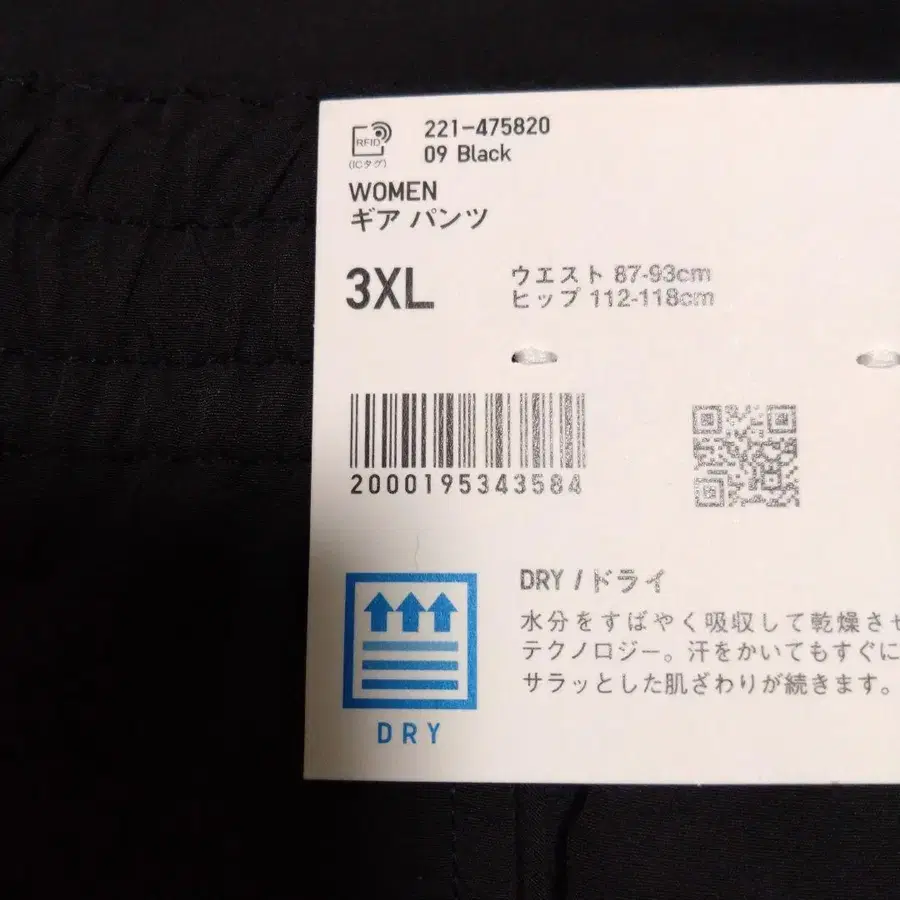 RFID
(ICタグ)
221-475820
09 Black
WOMEN
ギア パンツ
3XL
ウエスト 87-93cm
ヒップ 112-118cm
2000195343584
DRY / ドライ
水分をすばやく吸収して乾燥させ
テクノロジー。汗をかいてもすぐに
サラッとした肌ざわりが続きます。
DRY